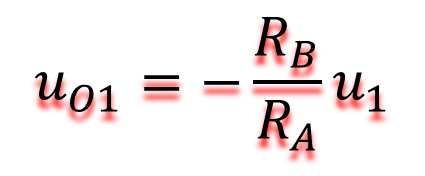 u_{O1} = -\frac{R_B}{R_A} u_1